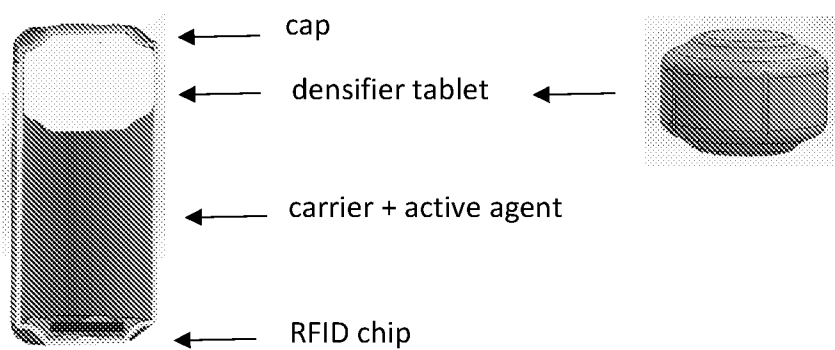 cap
densifier tablet
carrier + active agent
RFID chip